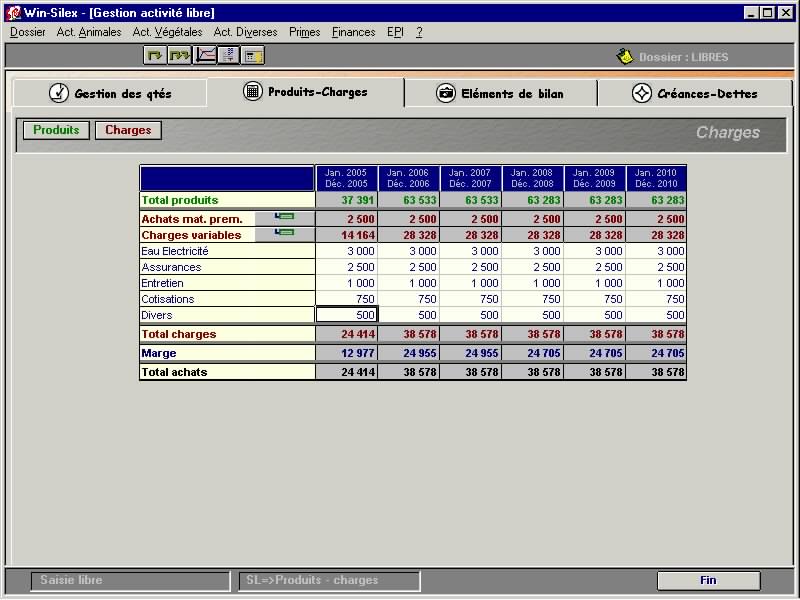 Win-Silex - [Gestion activité libre]
Dossier Act. Animales Act. Végétales Act. Diverses Primes Finances EPI ?
Dossier : LIBRES
Gestion des qtés Produits-Charges Eléments de bilan Créances-Dettes
Produits Charges Charges
Jan. 2005 Jan. 2006 Jan. 2007 Jan. 2008 Jan. 2009 Jan. 2010
Déc. 2005 Déc. 2006 Déc. 2007 Déc. 2008 Déc. 2009 Déc. 2010
Total produits 37 391 63 533 63 533 63 283 63 283 63 283
Achats mat. prem. 2 500 2 500 2 500 2 500 2 500 2 500
Charges variables 14 164 28 328 28 328 28 328 28 328 28 328
Eau Electricité 3 000 3 000 3 000 3 000 3 000 3 000
Assurances 2 500 2 500 2 500 2 500 2 500 2 500
Entretien 1 000 1 000 1 000 1 000 1 000 1 000
Cotisations 750 750 750 750 750 750
Divers 500 500 500 500 500 500
Total charges 24 414 38 578 38 578 38 578 38 578 38 578
Marge 12 977 24 955 24 955 24 705 24 705 24 705
Total achats 24 414 38 578 38 578 38 578 38 578 38 578
Saisie libre SL=>Produits - charges Fin